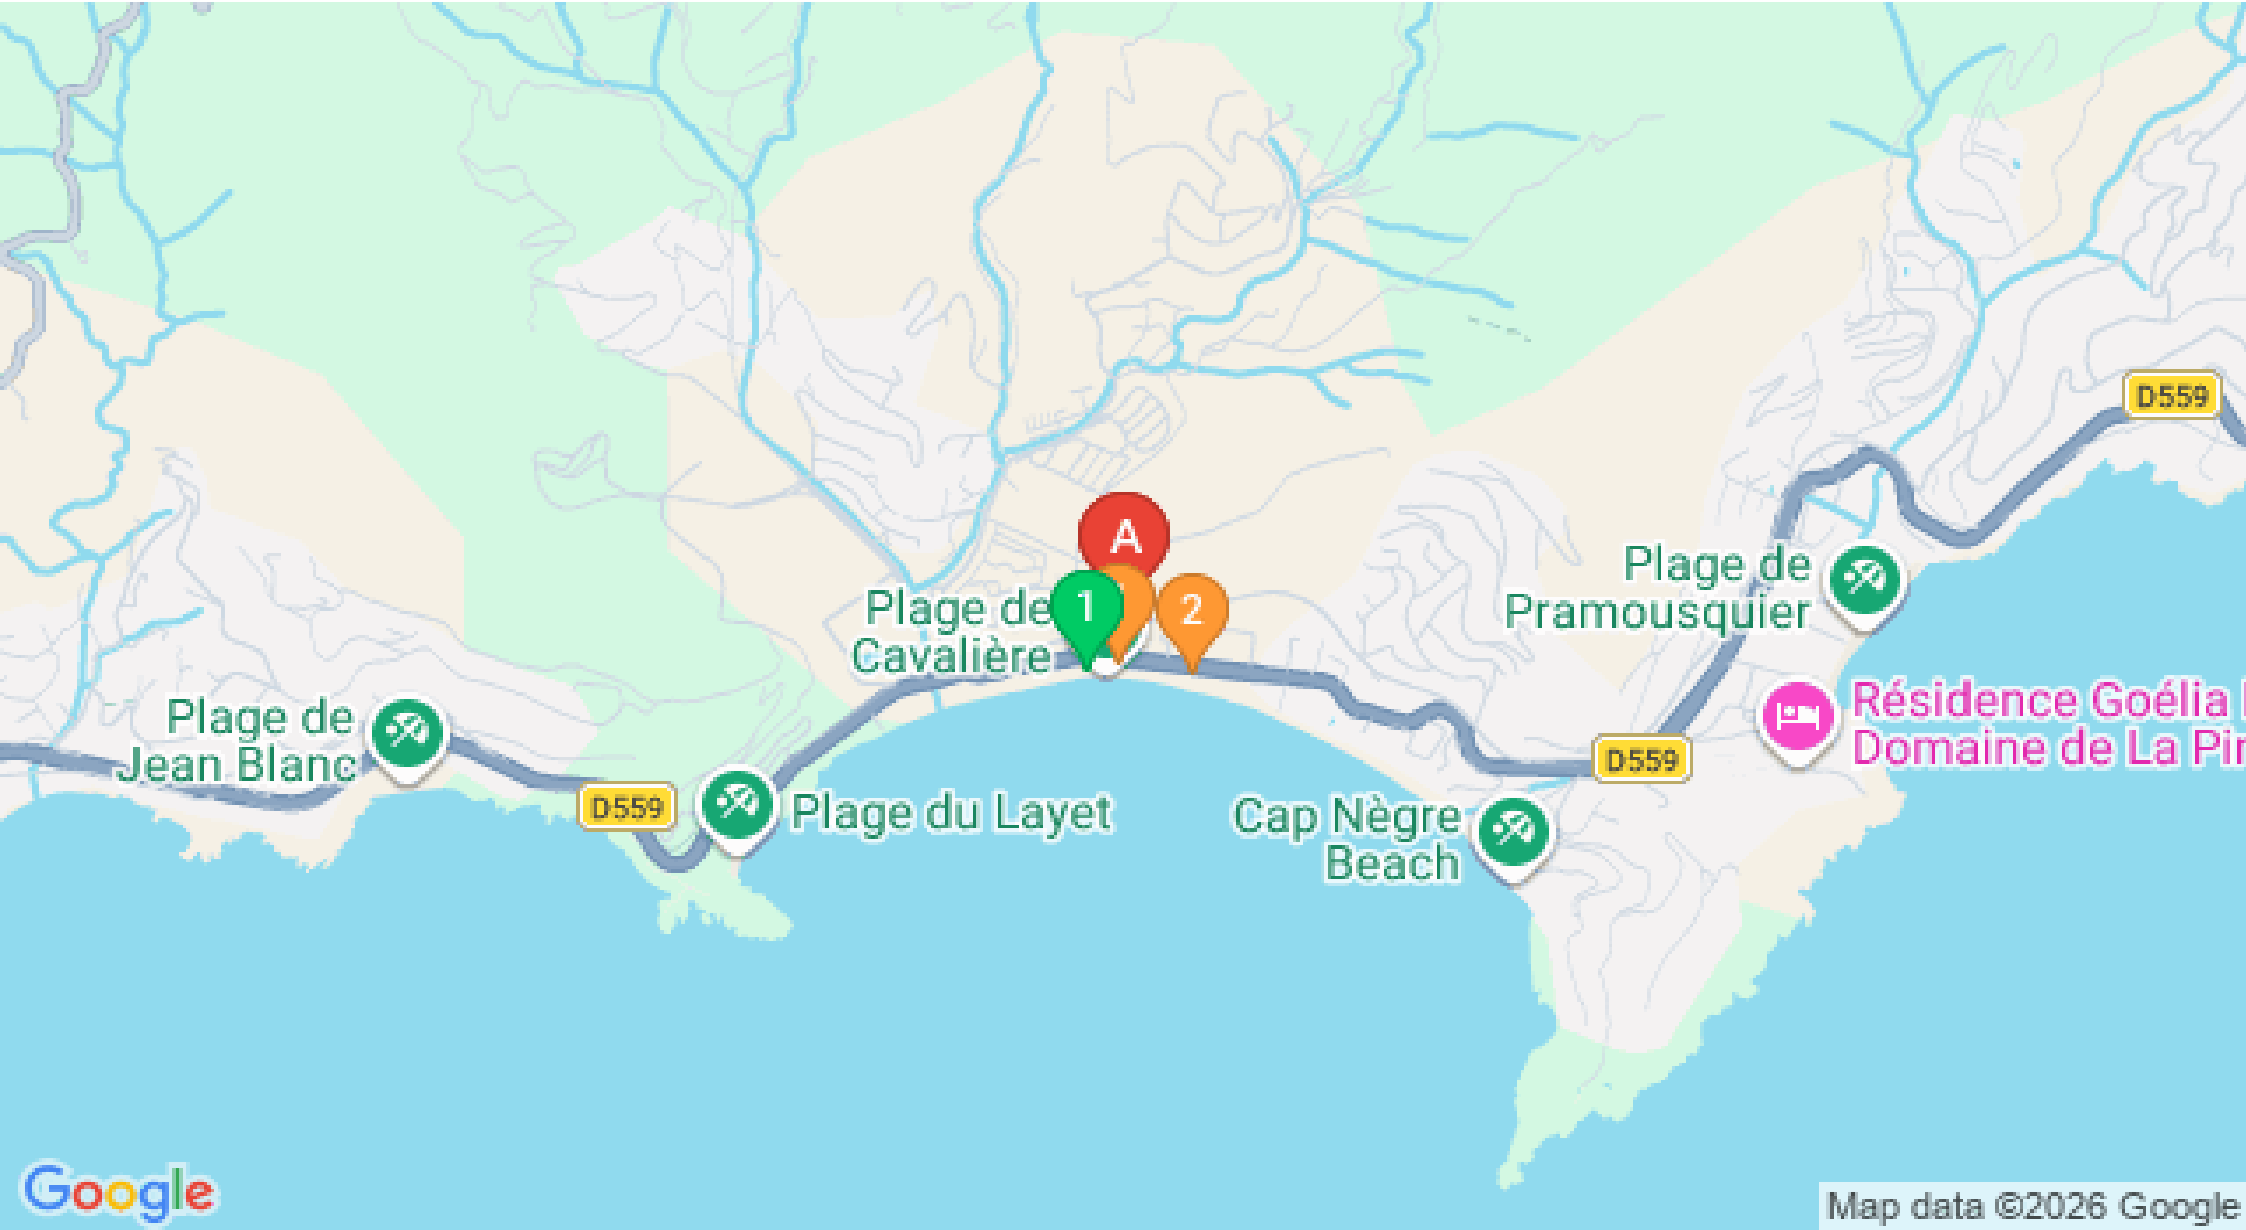 D559
A
Plage de
Pramousquier
Plage de
Cavalière
1
2
Résidence Goélia
Domaine de La
Plage de
Jean Blanc
D559
D559
Plage du Layet
Cap Nègre
Beach
Google
Map data ©2026 Google